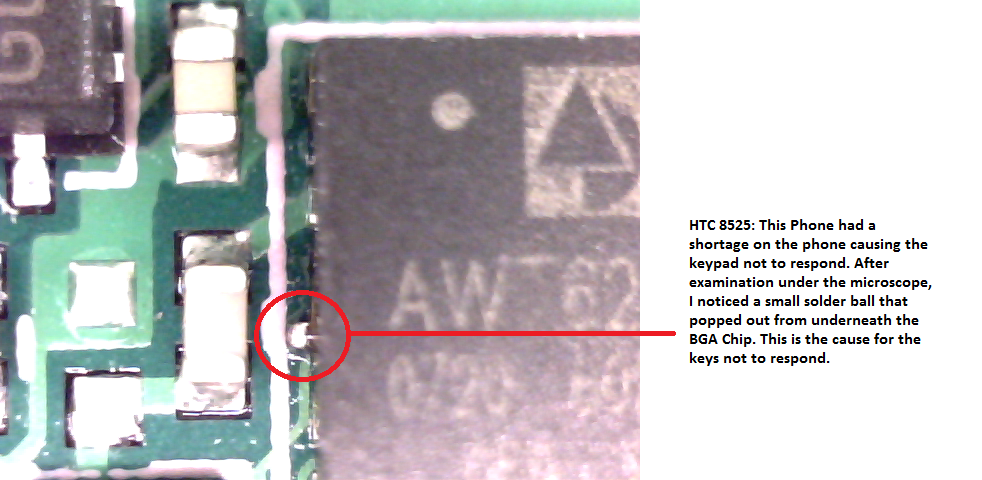 AW 62
HTC 8525: This Phone had a
shortage on the phone causing the
keypad not to respond. After
examination under the microscope,
I noticed a small solder ball that
popped out from underneath the
BGA Chip. This is the cause for the
keys not to respond.